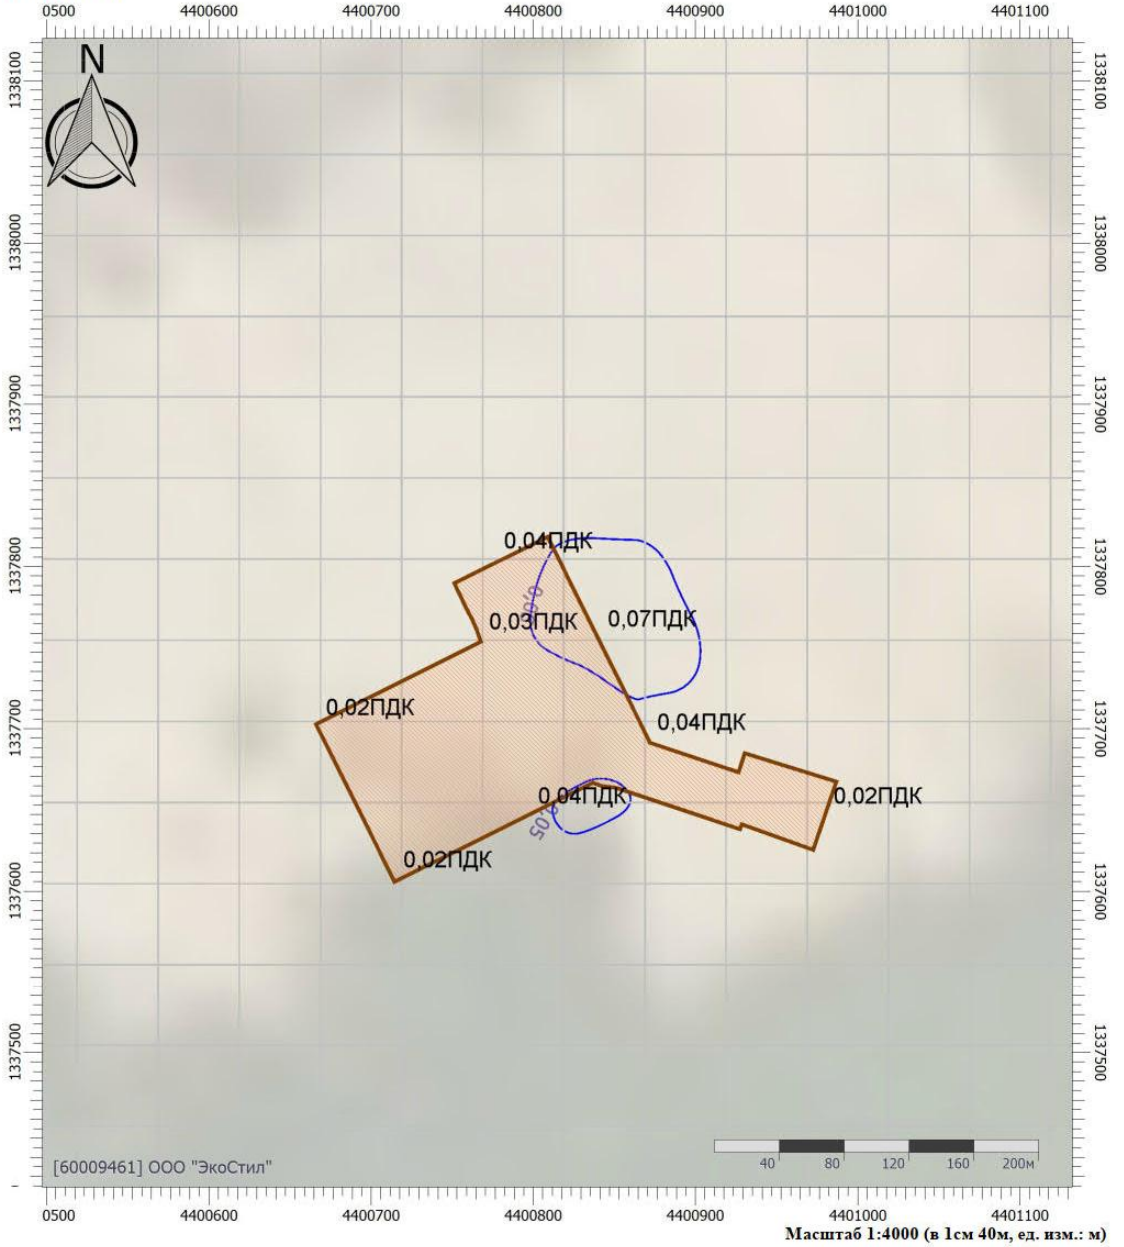 0500 4400600 4400700 4400800 4400900 4401000 4401100
N
1338100 1338100
1338000 1338000
1337900 1337900
1337800 1337800
0,04ПДК
0,03ПДК 0,07ПДК
0,02ПДК
0,04ПДК
1337700 1337700
0,04ПДК 0,02ПДК
0,05
0,02ПДК
1337600 1337600
1337500 1337500
[60009461] ООО "ЭкоСтил"
40 80 120 160 200м
0500 4400600 4400700 4400800 4400900 4401000 4401100
Масштаб 1:4000 (в 1см 40м, ед. изм.: м)